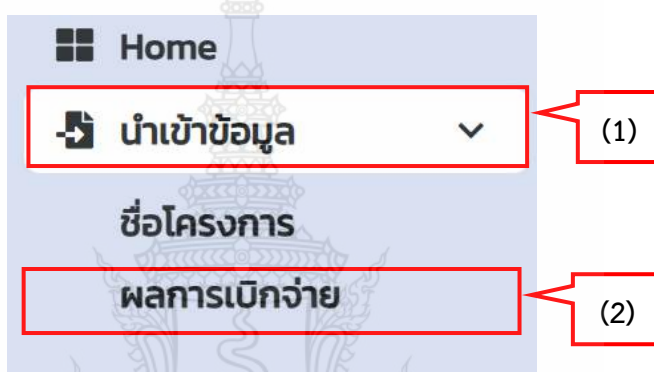 Home
นำเข้าข้อมูล
(1)
ชื่อโครงการ
ผลการเบิกจ่าย
(2)